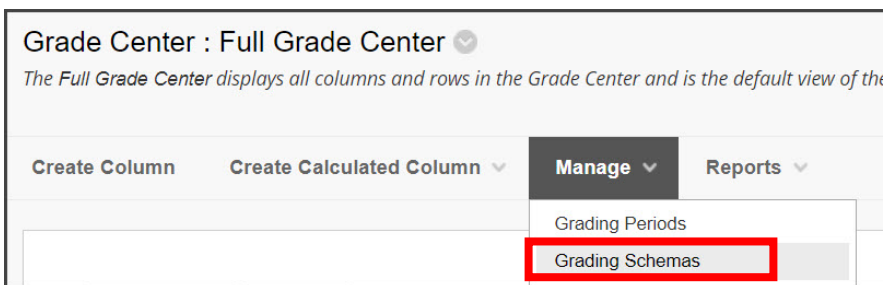 Grade Center : Full Grade Center
The Full Grade Center displays all columns and rows in the Grade Center and is the default view of the
Create Column Create Calculated Column Manage Reports
Grading Periods
Grading Schemas